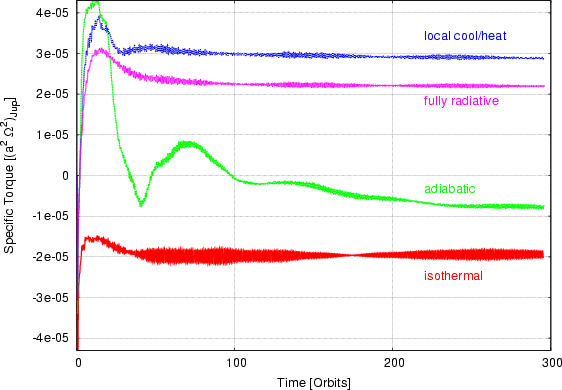 4e-05
3e-05
2e-05
1e-05
0
-1e-05
-2e-05
-3e-05
-4e-05
Specific Torque [(a² Ω²)Jup]
local cool/heat
fully radiative
adiabatic
isothermal
0 100 200 300
Time [Orbits]